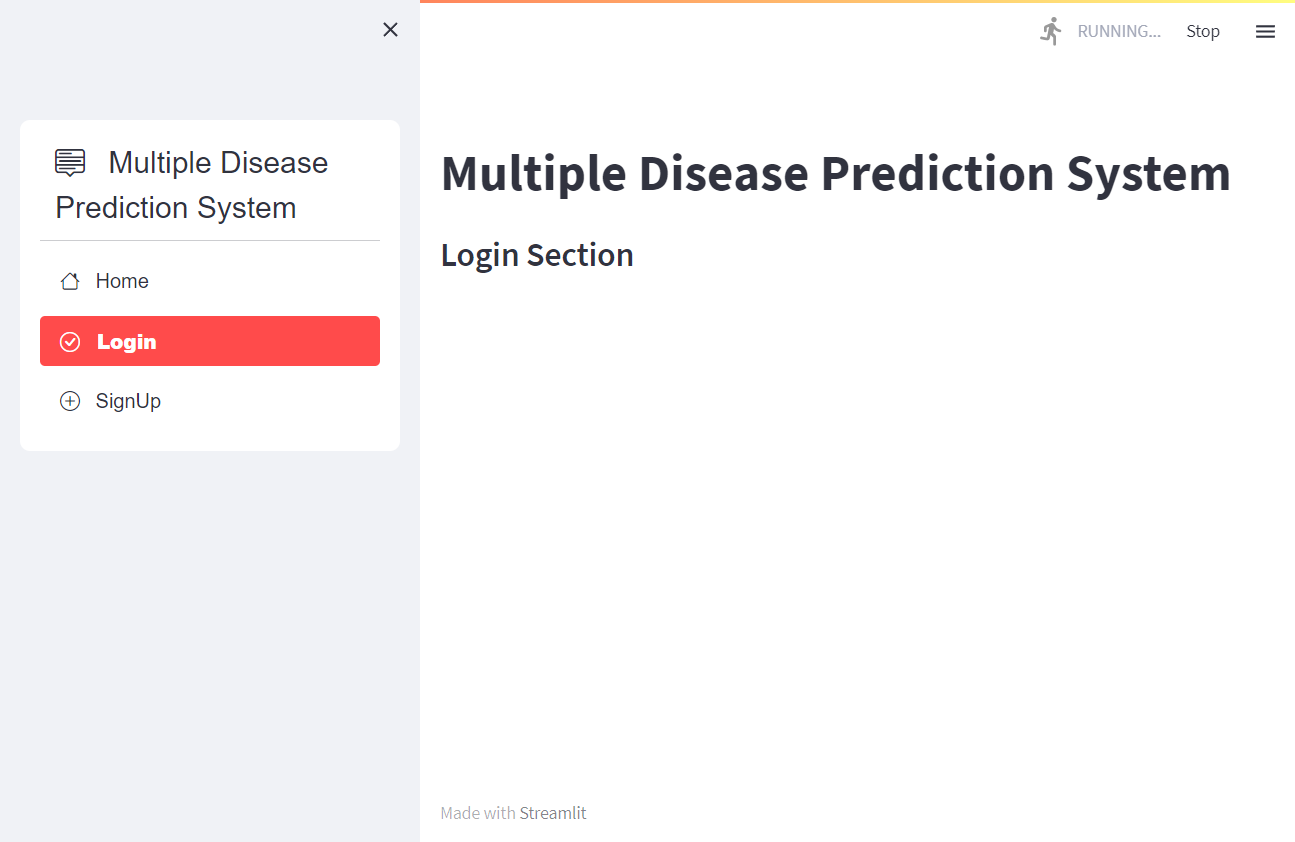 RUNNING...
Stop
Multiple Disease
Prediction System
Home
Login
SignUp
Multiple Disease Prediction System
Login Section
Made with Streamlit